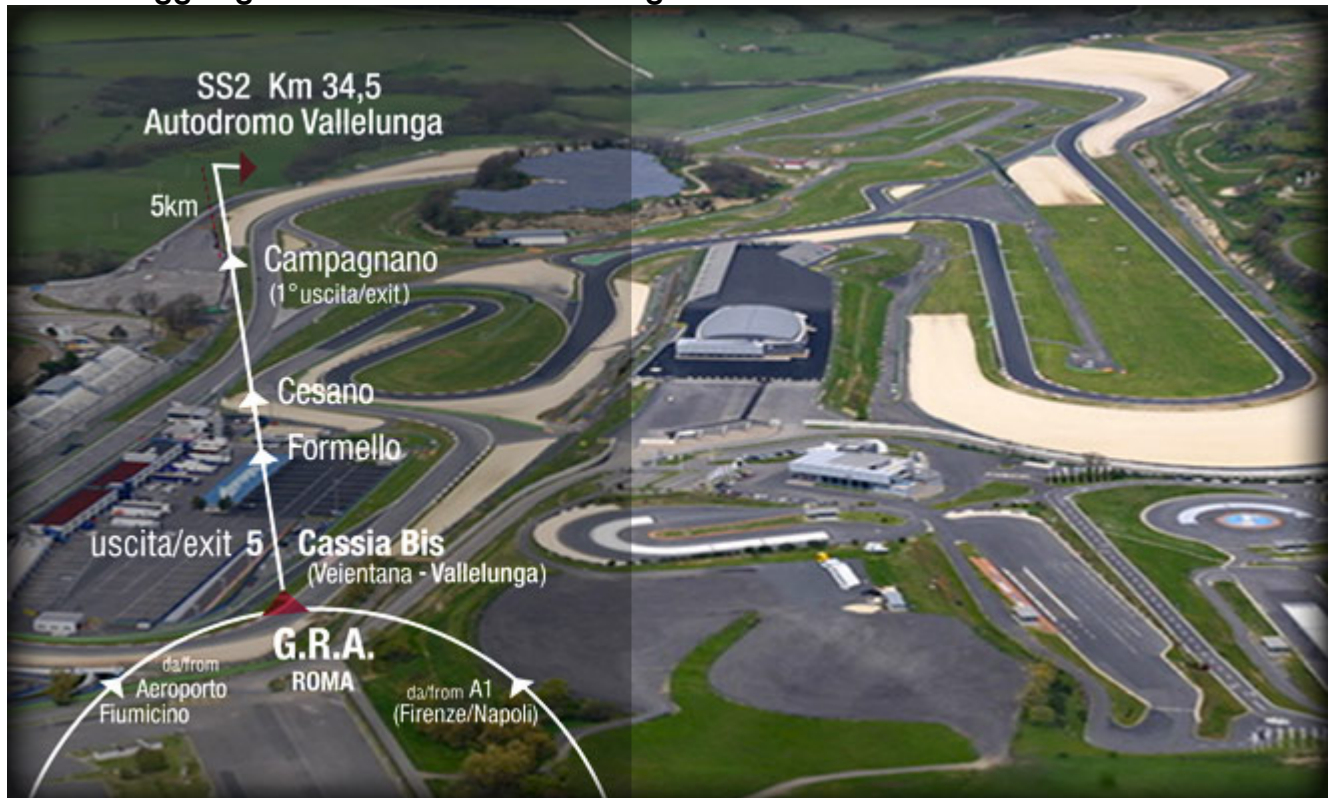 SS2 Km 34,5
Autodromo Vallelunga
5km
Campagnano
(1°uscita/exit)
Cesano
Formello
uscita/exit 5 Cassia Bis
(Veientana - Vallelunga)
G.R.A.
ROMA
da/from
Aeroporto
Fiumicino
da/from A1
(Firenze/Napoli)